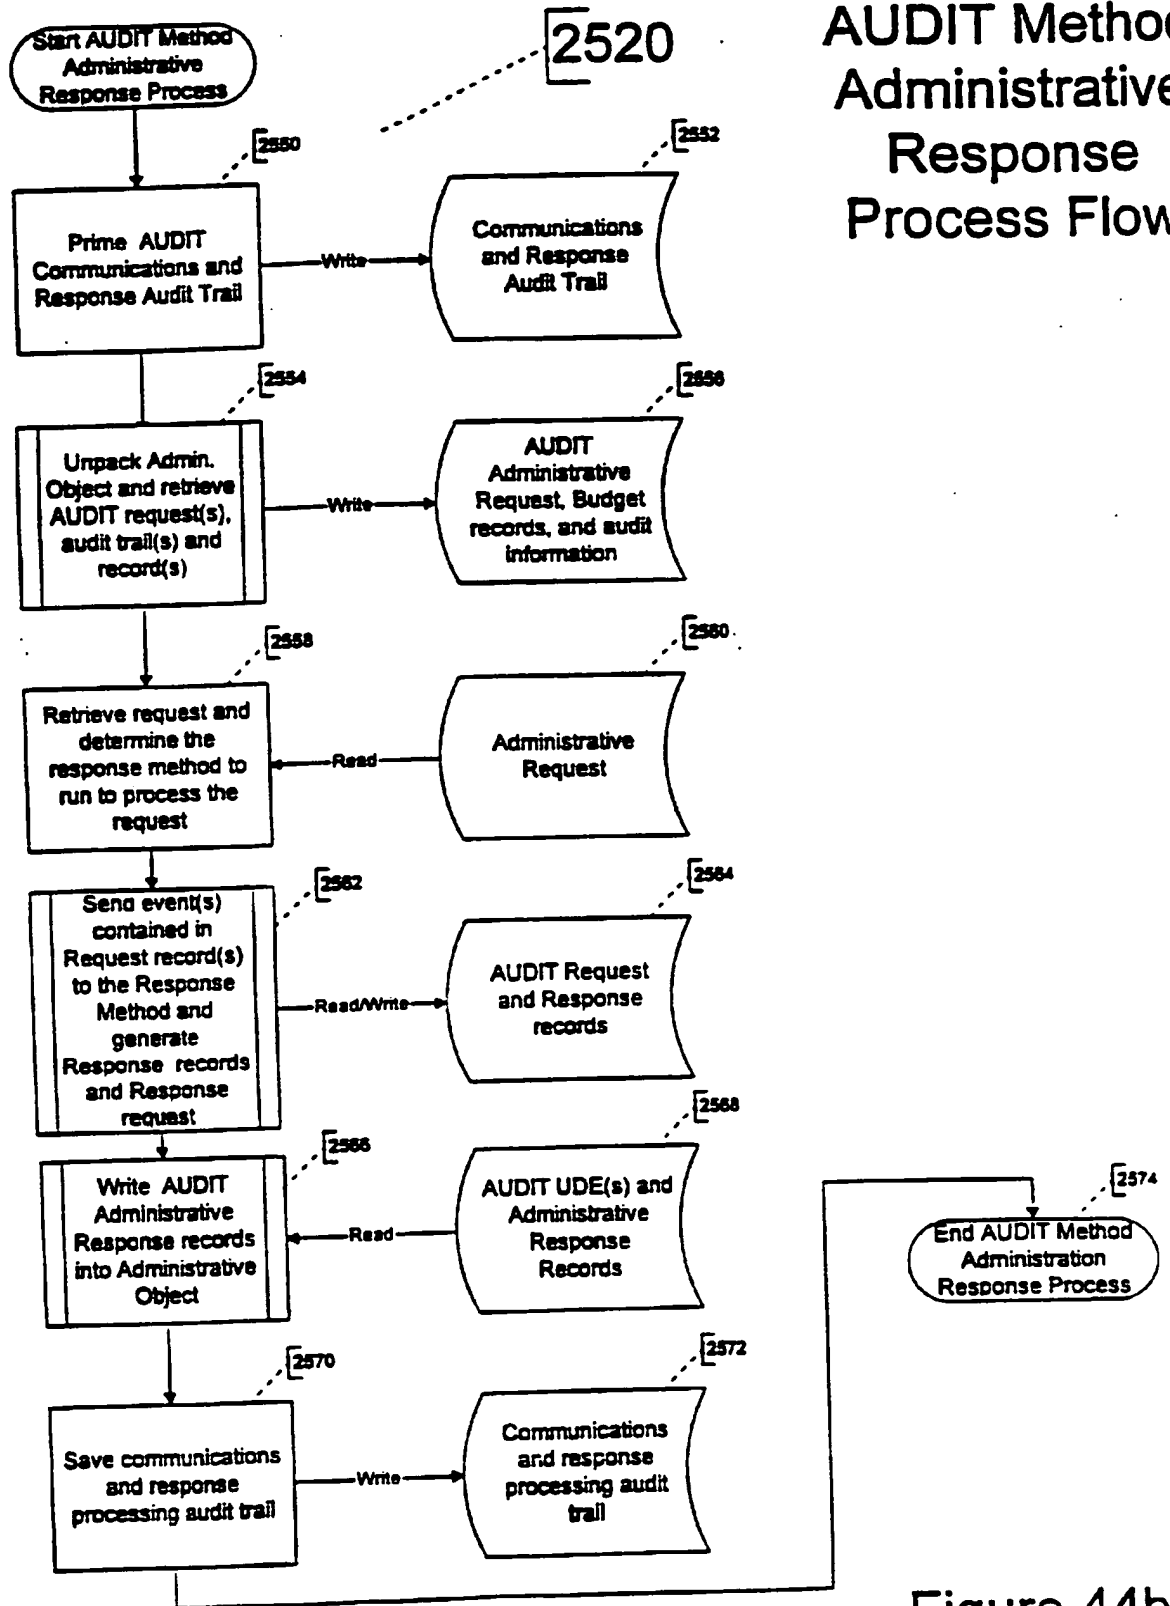 AUDIT Method
Administrative
Response
Process Flow
2520
Start AUDIT Method
Administrative
Response Process
2550
Prime AUDIT
Communications and
Response Audit Trail
Write
2552
Communications
and Response
Audit Trail
2554
Unpack Admin.
Object and retrieve
AUDIT request(s),
audit trail(s) and
record(s)
Write
2556
AUDIT
Administrative
Request, Budget
records, and audit
information
2558
Retrieve request and
determine the
response method to
run to process the
request
Read
2560
Administrative
Request
2562
Send event(s)
contained in
Request record(s)
to the Response
Method and
generate
Response records
and Response
request
Read/Write
2564
AUDIT Request
and Response
records
2566
Write AUDIT
Administrative
Response records
into Administrative
Object
Read
2568
AUDIT UDE(s) and
Administrative
Response
Records
2570
Save communications
and response
processing audit trail
Write
2572
Communications
and response
processing audit
trail
2574
End AUDIT Method
Administration
Response Process
Figure 44b